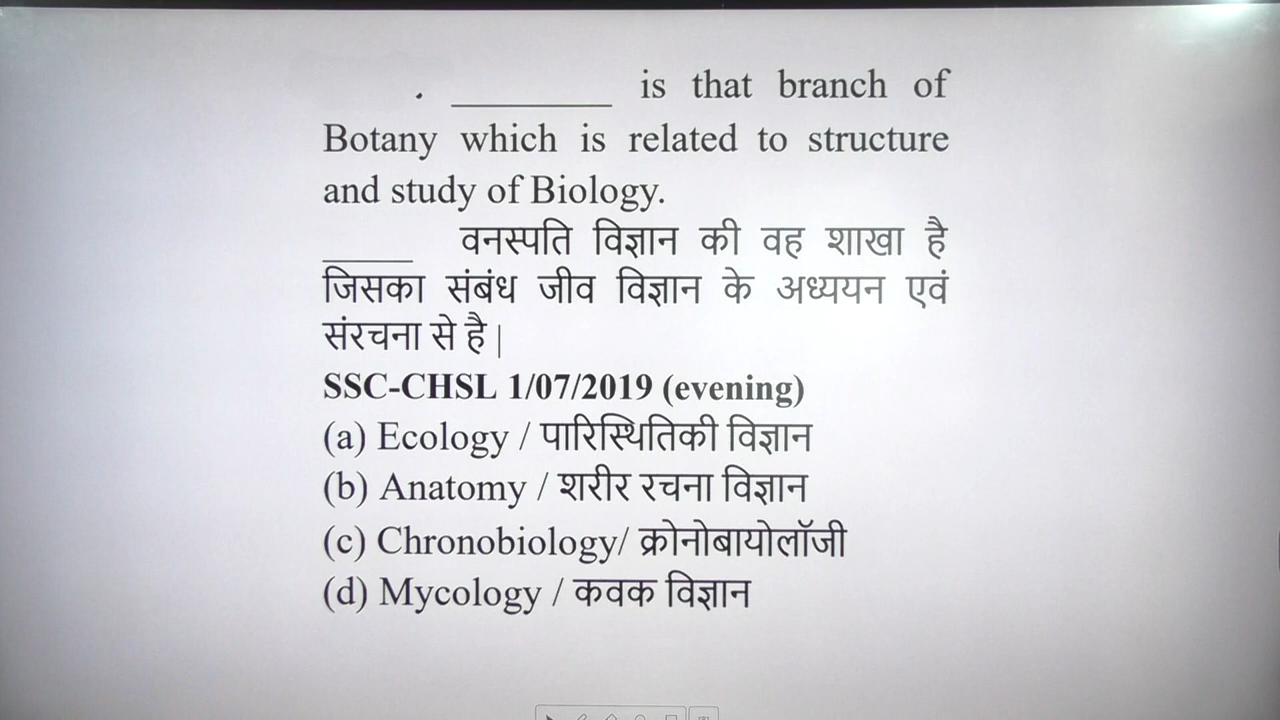 . ________ is that branch of
Botany which is related to structure
and study of Biology.
_____ वनस्पति विज्ञान की वह शाखा है
जिसका संबंध जीव विज्ञान के अध्ययन एवं
संरचना से है |
SSC-CHSL 1/07/2019 (evening)
(a) Ecology / पारिस्थितिकी विज्ञान
(b) Anatomy / शरीर रचना विज्ञान
(c) Chronobiology/ क्रोनोबायोलॉजी
(d) Mycology / कवक विज्ञान